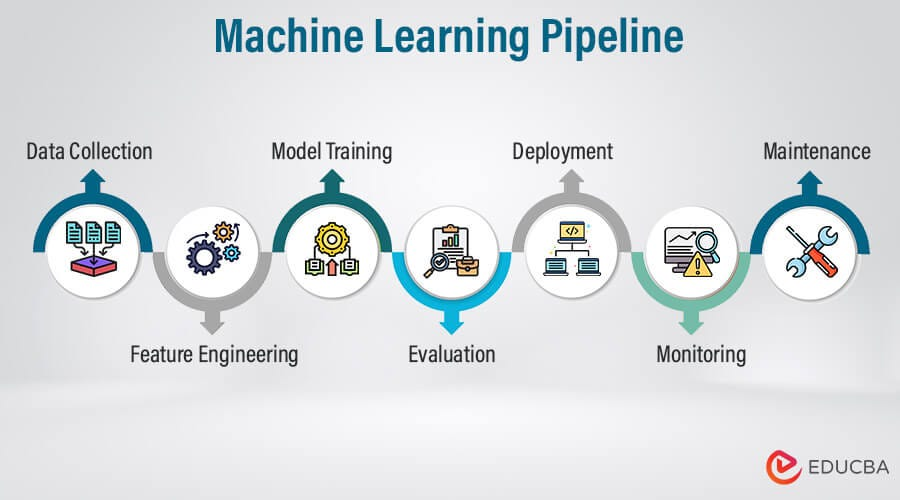 Machine Learning Pipeline
Data Collection
Model Training
Deployment
Maintenance
</>
Feature Engineering
Evaluation
Monitoring
EDUCBA